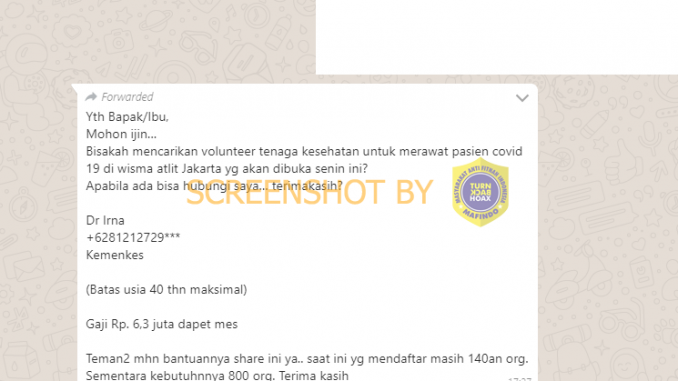 Forwarded
Yth Bapak/Ibu,
Mohon ijin...
Bisakah mencarikan volunteer tenaga kesehatan untuk merawat pasien covid
19 di wisma atlit Jakarta yg akan dibuka senin ini?
Apabila ada bisa hubungi saya... terimakasih?
SCREENSHOT BY
MASYARAKAT ANTI FITNAH INDONESIA
TURN
BACK
HOAX
MAFINDO
Dr Irna
+6281212729***
Kemenkes
(Batas usia 40 thn maksimal)
Gaji Rp. 6,3 juta dapet mes
Teman2 mhn bantuannya share ini ya.. saat ini yg mendaftar masih 140an org.
Sementara kebutuhnnya 800 org. Terima kasih
17:27